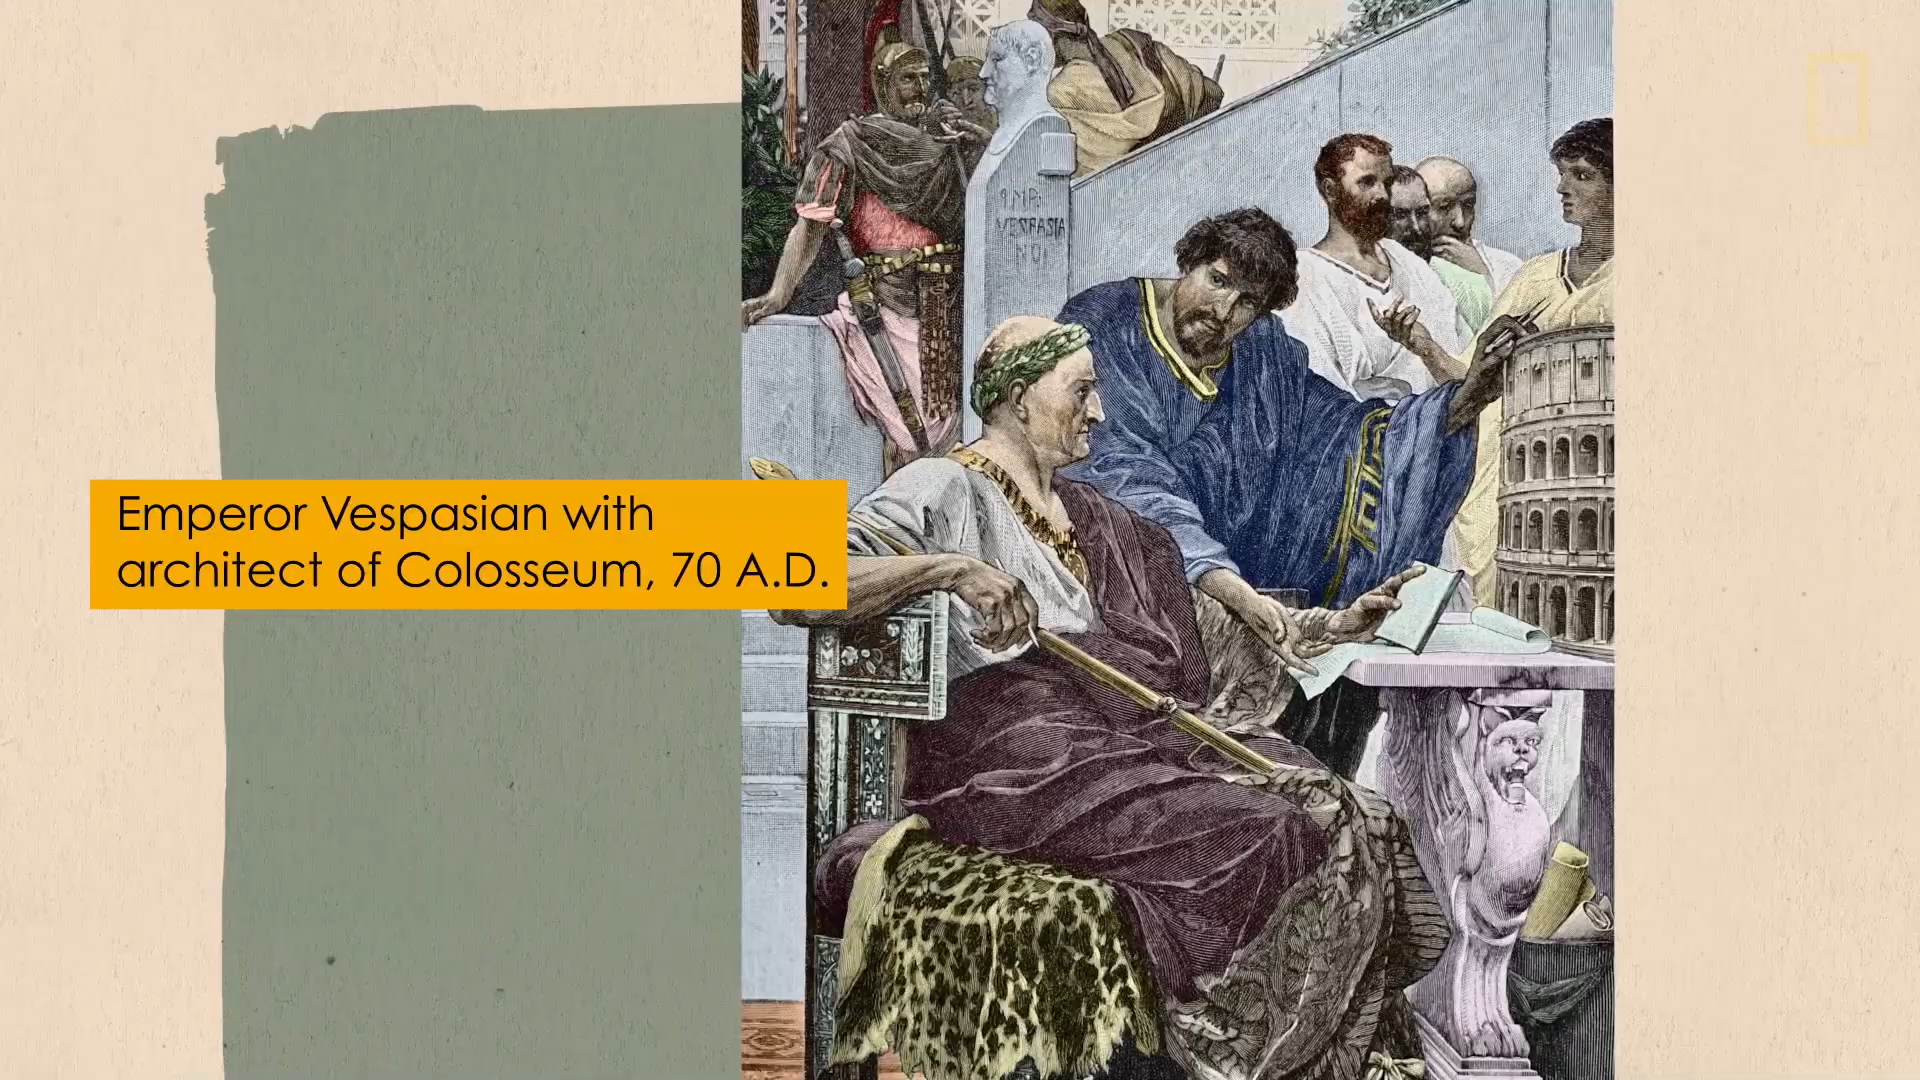 Emperor Vespasian with
architect of Colosseum, 70 A.D.
IMP.
VESPASIA
NO